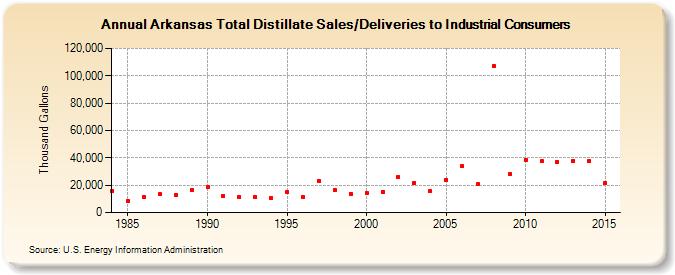 Annual Arkansas Total Distillate Sales/Deliveries to Industrial Consumers
Thousand Gallons
120,000
100,000
80,000
60,000
40,000
20,000
0
1985 1990 1995 2000 2005 2010 2015
Source: U.S. Energy Information Administration